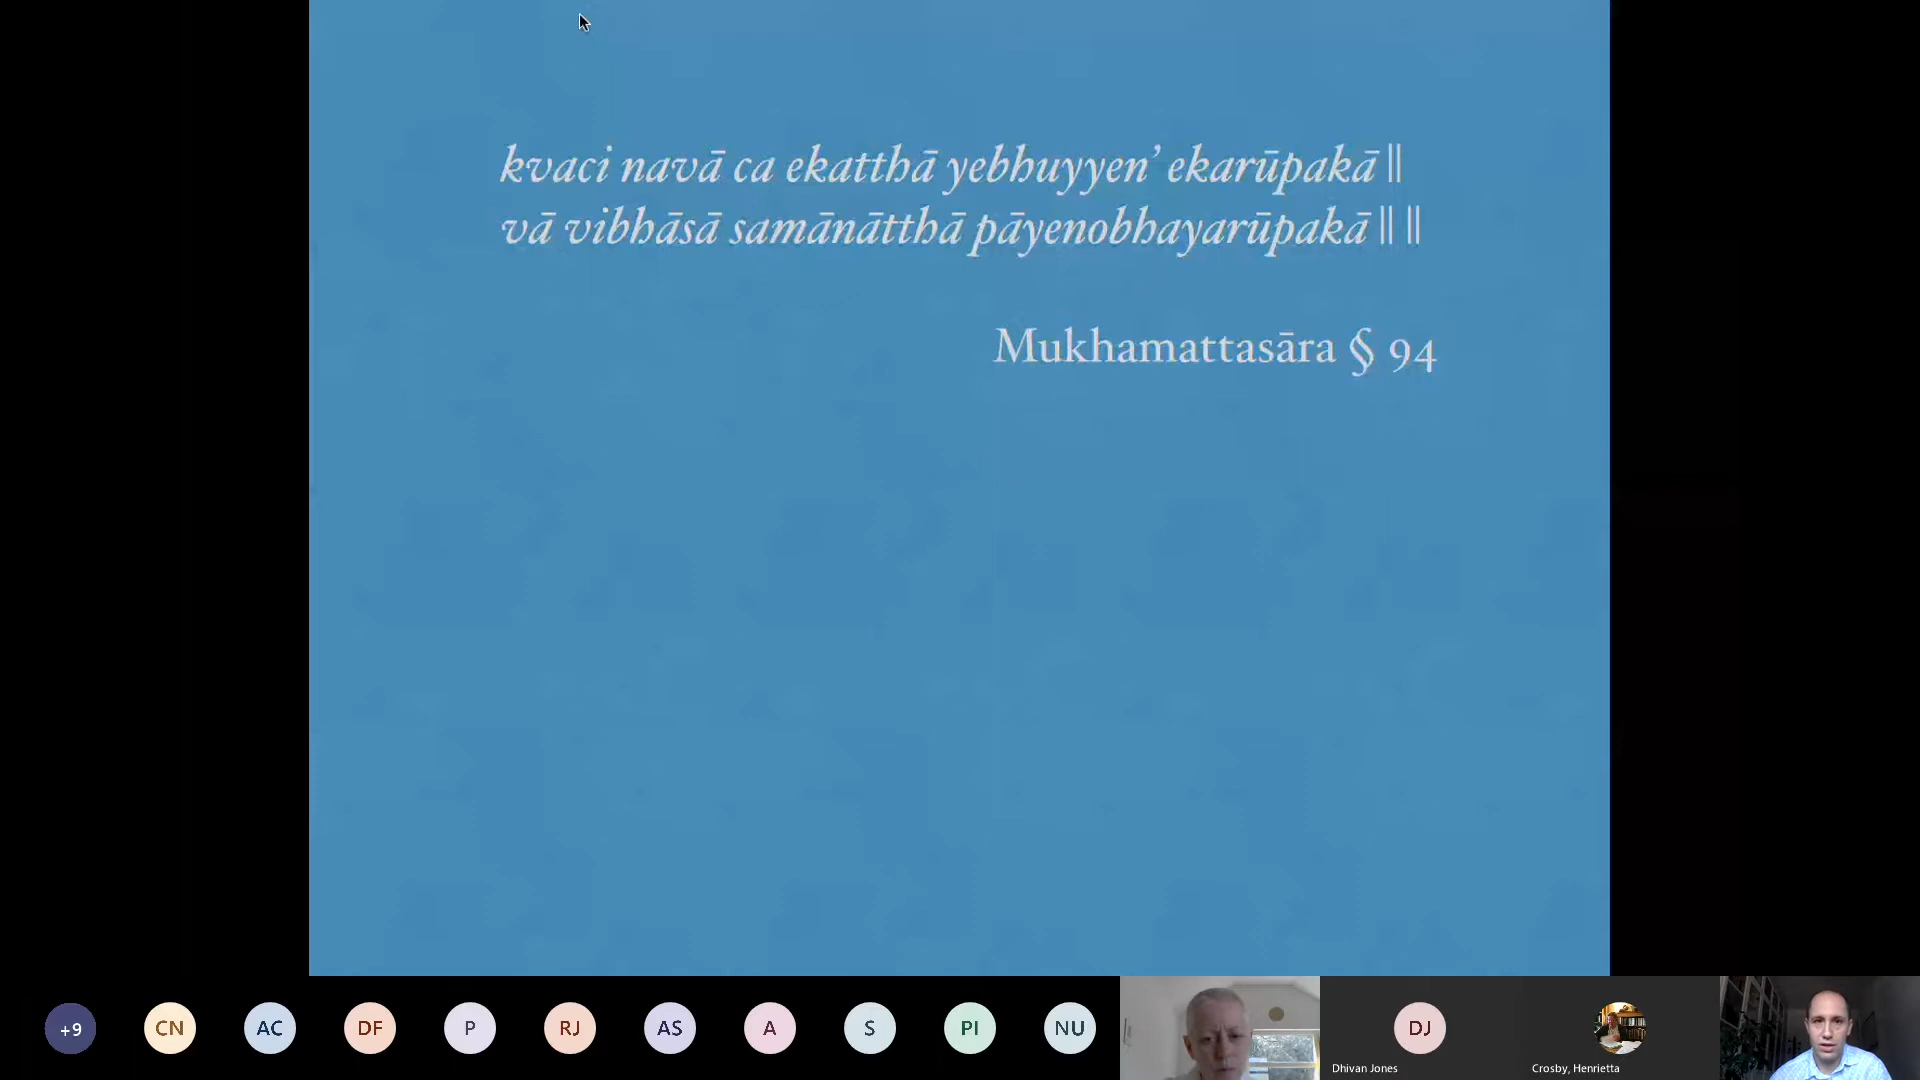 kvaci navā ca ekatthā yebhuyyen’ ekarūpakā ||
vā vibhāsā samānātthā pāyenobhayarūpakā || ||
Mukhamattasāra § 94
+9
CN
AC
DF
P
RJ
AS
A
S
PI
NU
DJ
Dhivan Jones
Crosby, Henrietta